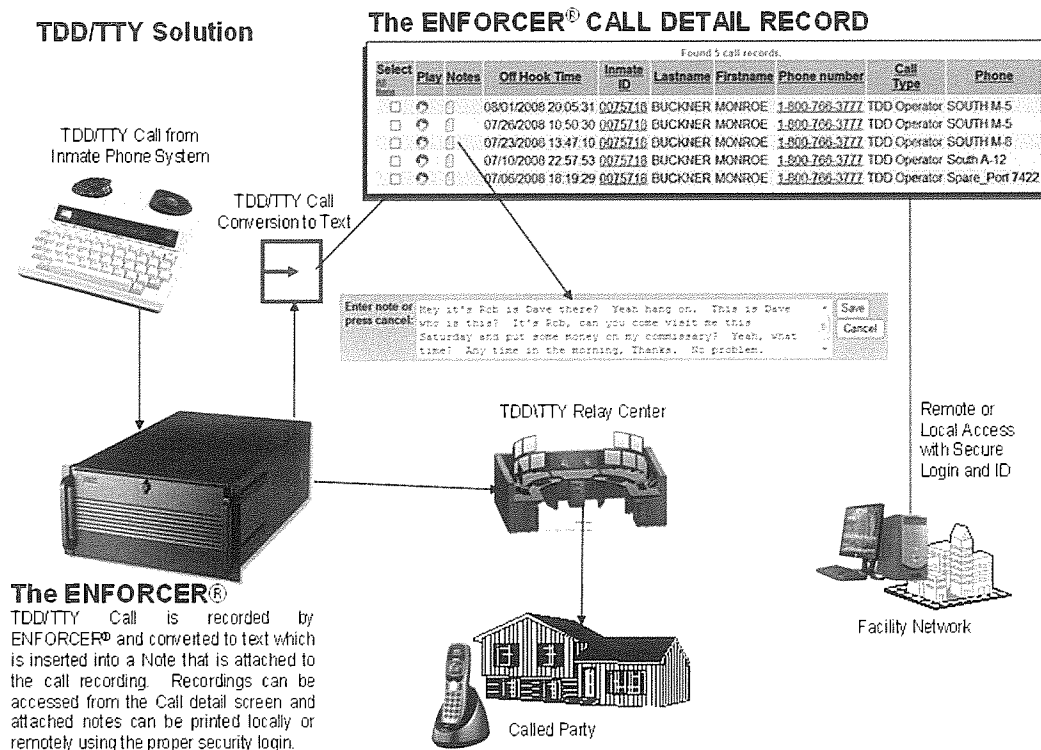 TDD/TTY Solution
The ENFORCER® CALL DETAIL RECORD
Found 5 call records.
Select Play Notes Off Hook Time Inmate ID Lastname Firstname Phone number Call Type Phone
All
08/01/2008 20:05:31 0075718 BUCKNER MONROE 1-800-766-3777 TDD Operator SOUTH M-5
07/26/2008 10:50:30 0075718 BUCKNER MONROE 1-800-766-3777 TDD Operator SOUTH M-5
07/23/2008 13:47:10 0075718 BUCKNER MONROE 1-800-766-3777 TDD Operator SOUTH M-8
07/10/2008 22:57:53 0075718 BUCKNER MONROE 1-800-766-3777 TDD Operator South A-12
07/06/2008 18:19:29 0075718 BUCKNER MONROE 1-800-766-3777 TDD Operator Spare_Port 7422
TDD/TTY Call from
Inmate Phone System
TDD/TTY Call
Conversion to Text
Enter note or
press cancel:
Hey it's Rob is Dave there? Yeah hang on. This is Dave
who is this? It's Rob, can you come visit me this
Saturday and put some money on my commissary? Yeah, what
time? Any time in the morning, Thanks. No problem.
Save
Cancel
TDD\TTY Relay Center
Remote or
Local Access
with Secure
Login and ID
Facility Network
Called Party
The ENFORCER®
TDD/TTY Call is recorded by
ENFORCER® and converted to text which
is inserted into a Note that is attached to
the call recording. Recordings can be
accessed from the Call detail screen and
attached notes can be printed locally or
remotely using the proper security login.